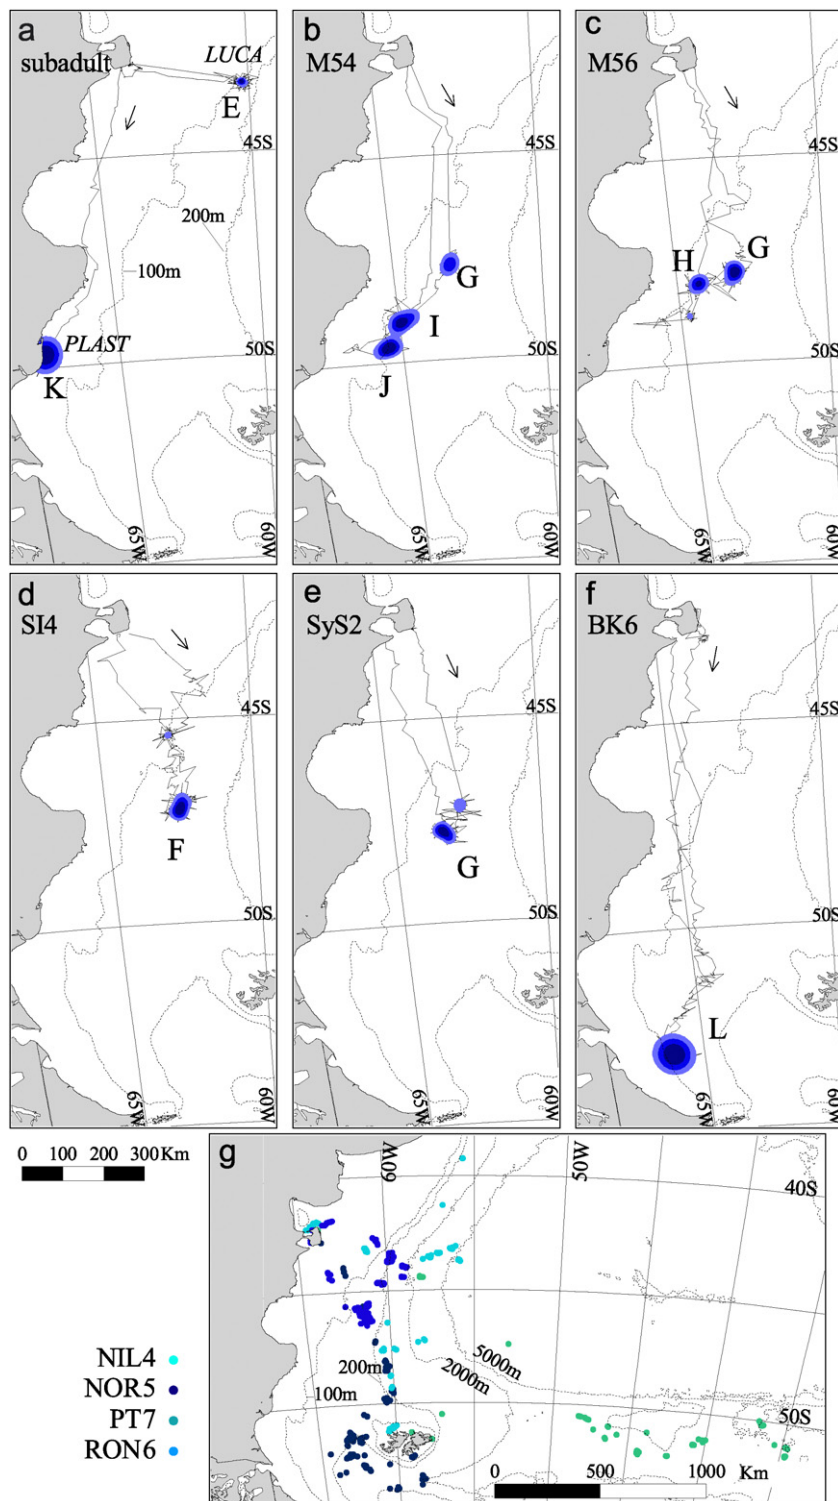 a
subadult
LUCA
E
45S
200m
100m
PLAST
K
50S
65W
60W
b
M54
45S
G
I
J
50S
65W
60W
c
M56
45S
H
G
50S
65W
60W
d
SI4
45S
F
50S
65W
60W
e
SyS2
45S
G
50S
65W
60W
f
BK6
45S
50S
L
65W
60W
0 100 200 300 Km
g
60W
50W
40S
NIL4
NOR5
PT7
RON6
200m
100m
5000m
2000m
50S
0 500 1000 Km